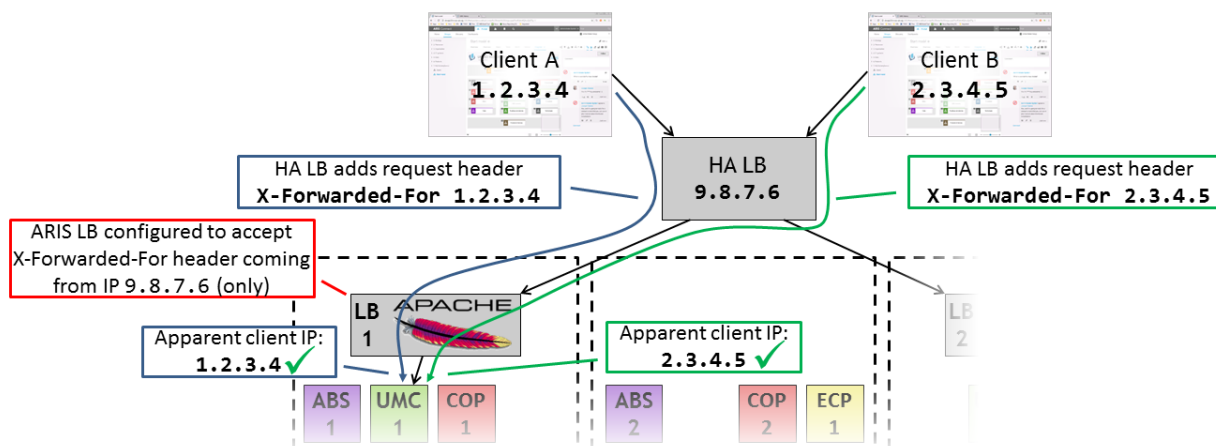 Client A
1.2.3.4
Client B
2.3.4.5
HA LB
9.8.7.6
HA LB adds request header
X-Forwarded-For 1.2.3.4
HA LB adds request header
X-Forwarded-For 2.3.4.5
ARIS LB configured to accept
X-Forwarded-For header coming
from IP 9.8.7.6 (only)
LB
1
APACHE
LB
2
Apparent client IP:
1.2.3.4
Apparent client IP:
2.3.4.5
ABS
1
UMC
1
COP
1
ABS
2
COP
2
ECP
1